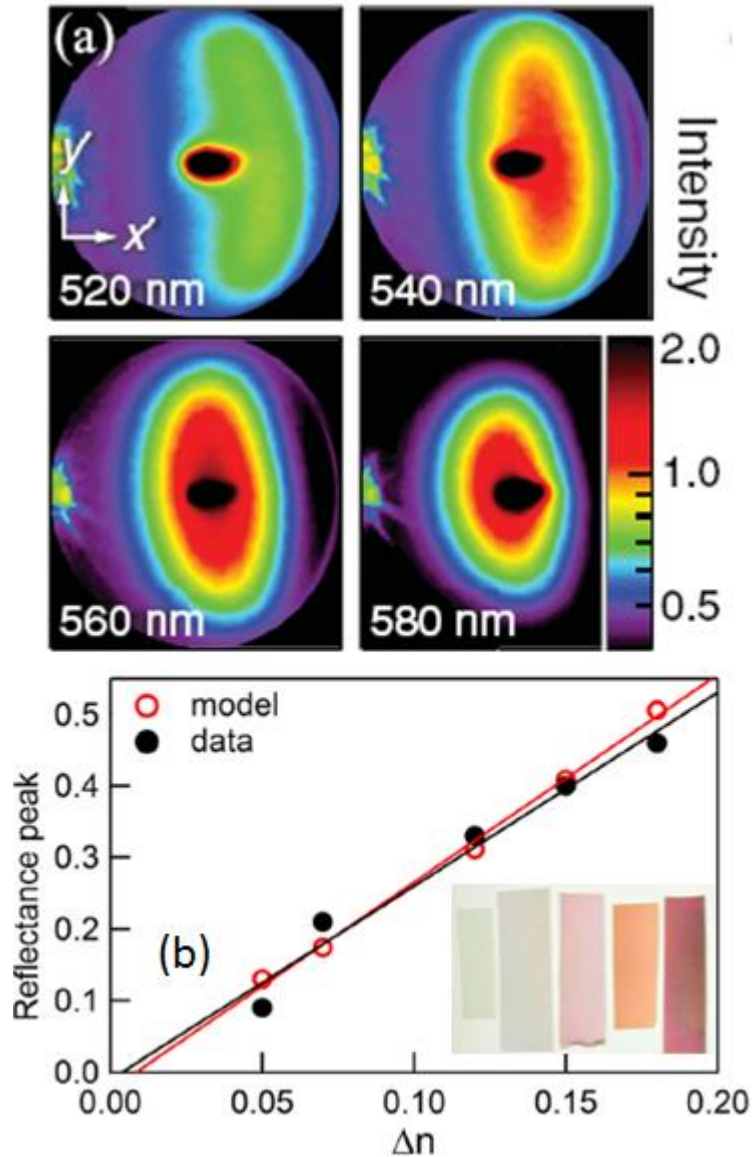 (a)
y'
x'
520 nm
540 nm
560 nm
580 nm
Intensity
2.0
1.0
0.5
model
data
(b)
Reflectance peak
0.5
0.4
0.3
0.2
0.1
0.0
0.00
0.05
0.10
0.15
0.20
Δn